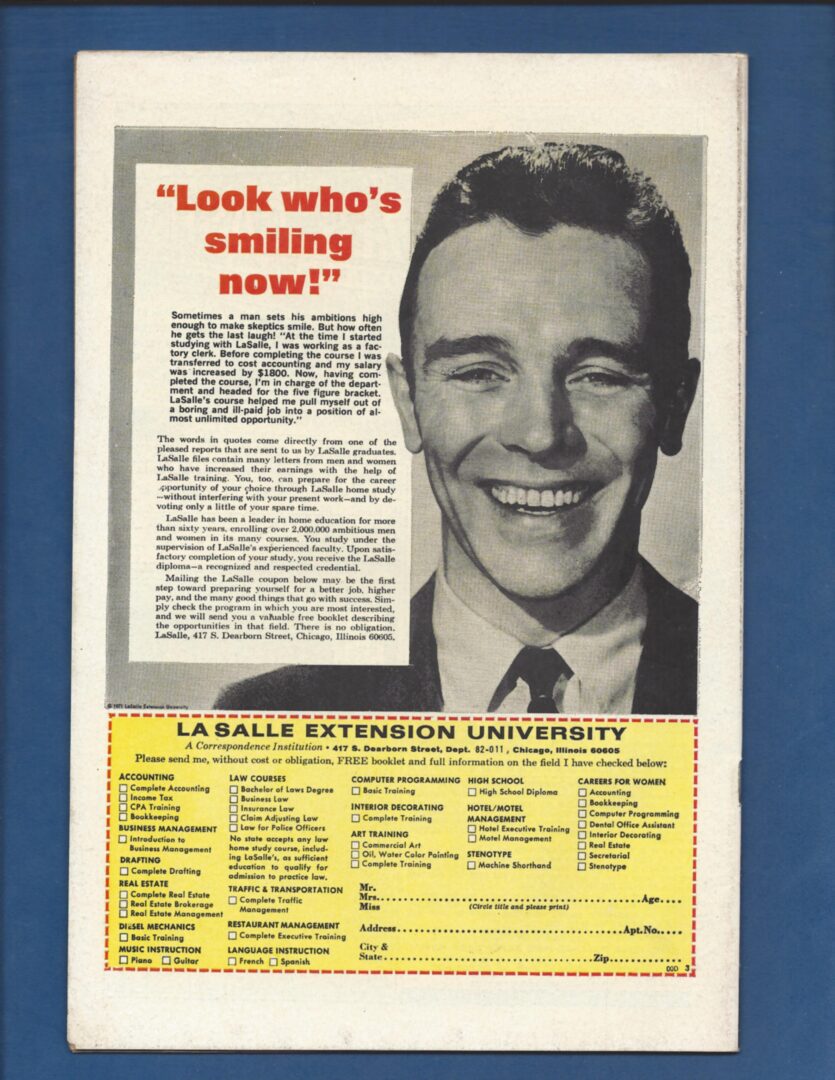 “Look who’s
smiling
now!”
Sometimes a man sets his ambitions high
enough to make skeptics smile. But how often
he gets the last laugh! “At the time I started
studying with LaSalle, I was working as a fac-
tory clerk. Before completing the course I was
transferred to cost accounting and my salary
was increased by $1800. Now, having com-
pleted the course, I’m in charge of the depart-
ment and headed for the five figure bracket.
LaSalle’s course helped me pull myself out of
a boring and ill-paid job into a position of al-
most unlimited opportunity.”
The words in quotes come directly from one of the
pleased reports that are sent to us by LaSalle graduates.
LaSalle files contain many letters from men and women
who have increased their earnings with the help of
LaSalle training. You, too, can prepare for the career
opportunity of your choice through LaSalle home study
—without interfering with your present work—and by de-
voting only a little of your spare time.
LaSalle has been a leader in home education for more
than sixty years, enrolling over 2,000,000 ambitious men
and women in its many courses. You study under the
supervision of LaSalle’s experienced faculty. Upon satis-
factory completion of your study, you receive the LaSalle
diploma—a recognized and respected credential.
Mailing the LaSalle coupon below may be the first
step toward preparing yourself for a better job, higher
pay, and the many good things that go with success. Sim-
ply check the program in which you are most interested,
and we will send you a valuable free booklet describing
the opportunities in that field. There is no obligation.
LaSalle, 417 S. Dearborn Street, Chicago, Illinois 60605.
© 1971 LaSalle Extension University
LA SALLE EXTENSION UNIVERSITY
A Correspondence Institution • 417 S. Dearborn Street, Dept. 82-011, Chicago, Illinois 60605
Please send me, without cost or obligation, FREE booklet and full information on the field I have checked below:
ACCOUNTING
Complete Accounting
Income Tax
CPA Training
Bookkeeping
BUSINESS MANAGEMENT
Introduction to
Business Management
DRAFTING
Complete Drafting
REAL ESTATE
Complete Real Estate
Real Estate Brokerage
Real Estate Management
DIESEL MECHANICS
Basic Training
MUSIC INSTRUCTION
Piano Guitar
LAW COURSES
Bachelor of Laws Degree
Business Law
Insurance Law
Claim Adjusting Law
Law for Police Officers
No state accepts any law
home study course, includ-
ing LaSalle’s, as sufficient
education to qualify for
admission to practice law.
TRAFFIC & TRANSPORTATION
Complete Traffic
Management
RESTAURANT MANAGEMENT
Complete Executive Training
LANGUAGE INSTRUCTION
French Spanish
COMPUTER PROGRAMMING
Basic Training
INTERIOR DECORATING
Complete Training
ART TRAINING
Commercial Art
Oil, Water Color Painting
Complete Training
HIGH SCHOOL
High School Diploma
HOTEL/MOTEL
MANAGEMENT
Hotel Executive Training
Motel Management
STENOTYPE
Machine Shorthand
CAREERS FOR WOMEN
Accounting
Bookkeeping
Computer Programming
Dental Office Assistant
Interior Decorating
Real Estate
Secretarial
Stenotype
Mr.
Mrs. Age
Miss (Circle title and please print)
Address Apt. No.
City &
State Zip
00D 3